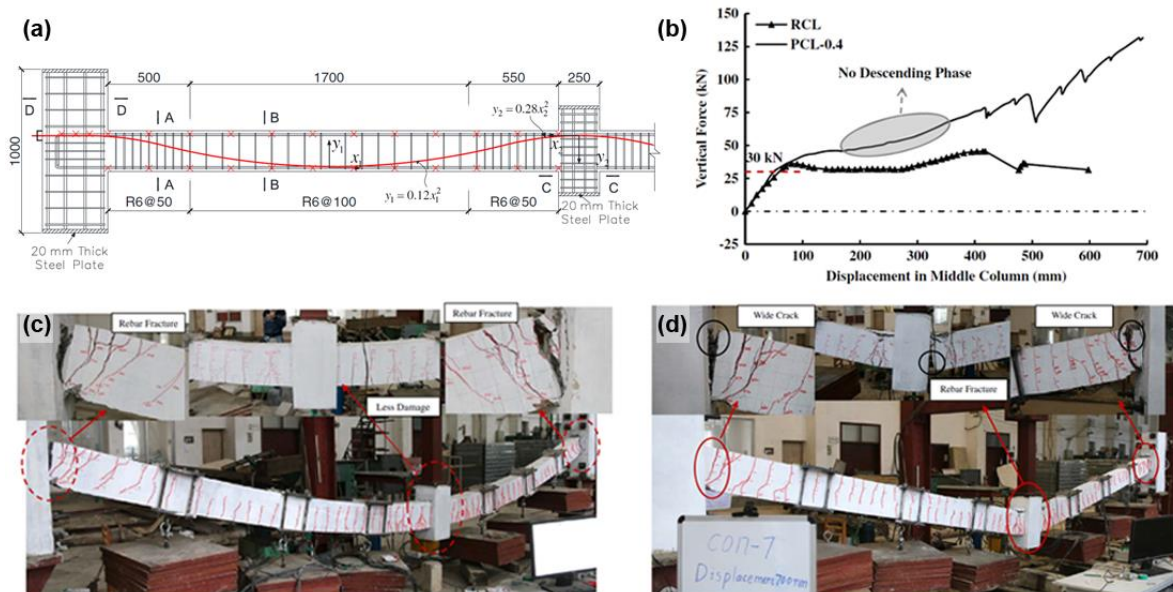 (a)
500
1700
550
250
D
D
A
B
y₂=0.28x₂²
1000
y₁
x₁
x
y₂
A
B
C
C
y₁=0.12x₁²
R6@50
R6@100
R6@50
20 mm Thick
Steel Plate
20 mm Thick
Steel Plate
(b)
RCL
PCL-0.4
No Descending Phase
30 kN
150
125
100
75
50
25
0
-25
Vertical Force (kN)
0 100 200 300 400 500 600 700
Displacement in Middle Column (mm)
(c)
Rebar Fracture
Rebar Fracture
Less Damage
(d)
Wide Crack
Wide Crack
Rebar Fracture
COП-7
Displacement 700mm